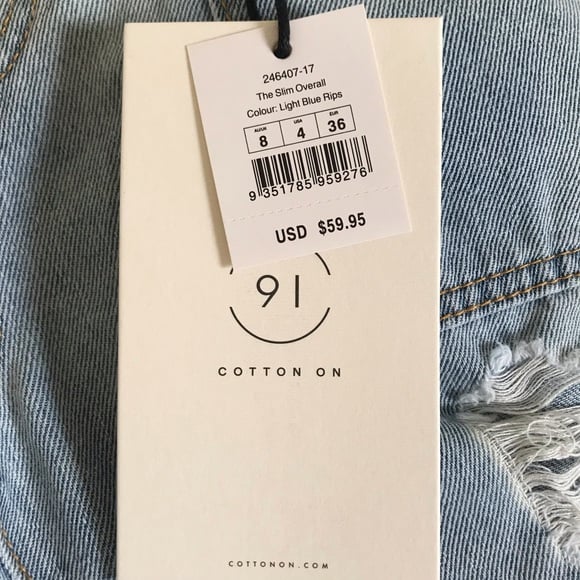 246407-17
The Slim Overall
Colour: Light Blue Rips
AU/UK USA EUR
8 4 36
9 351785 959276
USD $59.95
91
COTTON ON
COTTONON.COM